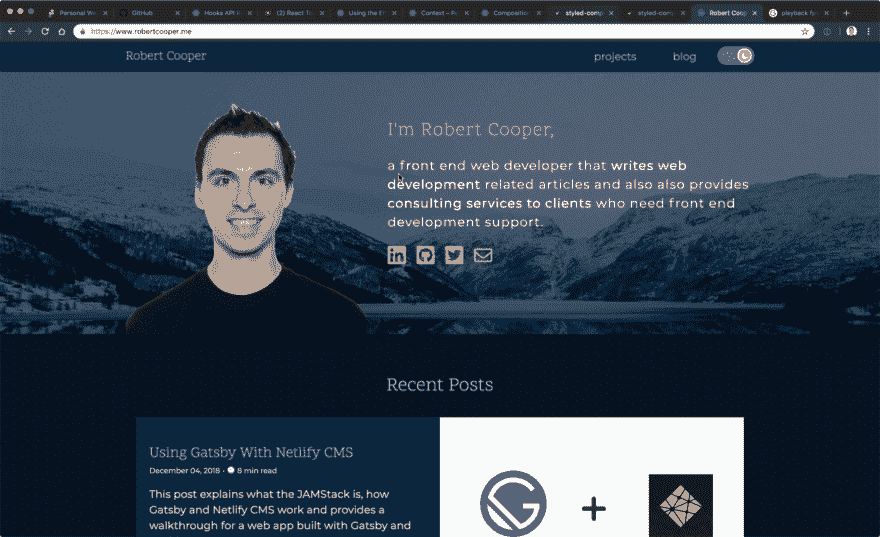 Personal W
GitHub
Hooks API
(2) React T
Using the
Context –
Compositio
styled-comp
styled-comp
Robert Coop
playback f
https://www.robertcooper.me
Robert Cooper
projects
blog
I'm Robert Cooper,
a front end web developer that writes web
development related articles and also also provides
consulting services to clients who need front end
development support.
in
Recent Posts
Using Gatsby With Netlify CMS
December 04, 2018 • 8 min read
This post explains what the JAMStack is, how
Gatsby and Netlify CMS work and provides a
walkthrough for a web app built with Gatsby and